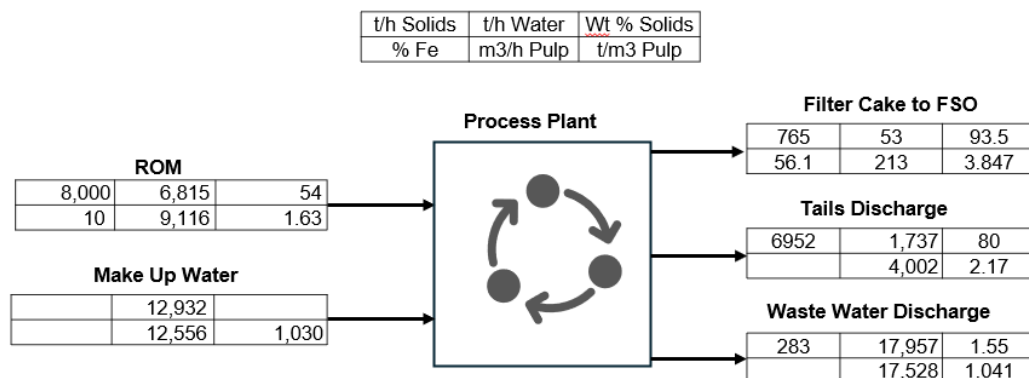 t/h Solids t/h Water Wt % Solids
% Fe m3/h Pulp t/m3 Pulp
Process Plant
ROM
8,000 6,815 54
10 9,116 1.63
Make Up Water
12,932
12,556 1,030
Filter Cake to FSO
765 53 93.5
56.1 213 3.847
Tails Discharge
6952 1,737 80
4,002 2.17
Waste Water Discharge
283 17,957 1.55
17,528 1.041